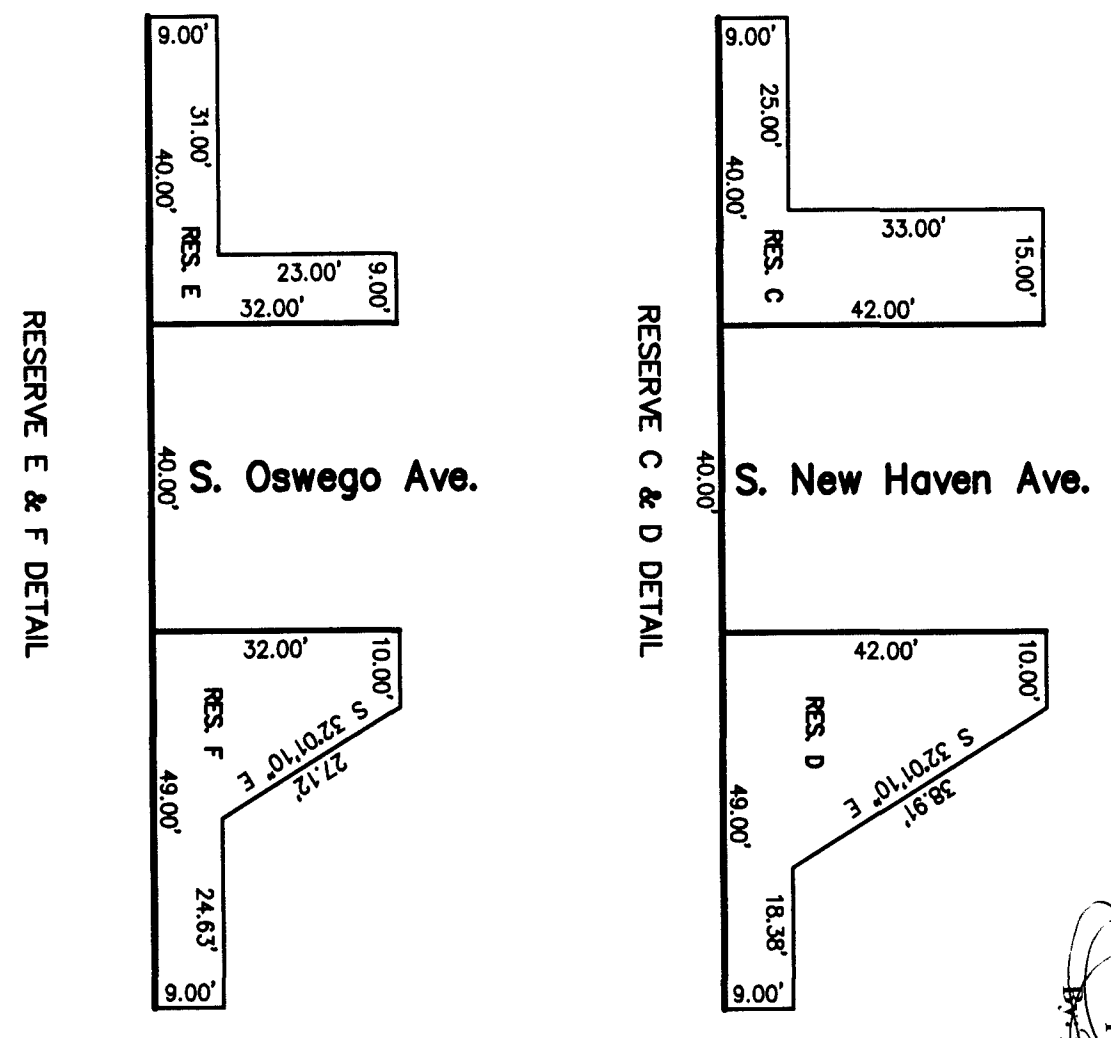 RESERVE E & F DETAIL
9.00'
31.00'
40.00'
RES. E
23.00'
9.00'
32.00'
40.00'
S. Oswego Ave.
32.00'
10.00'
RES. F
S 32°01'10" E
27.12'
49.00'
24.63'
9.00'
RESERVE C & D DETAIL
9.00'
25.00'
40.00'
RES. C
33.00'
15.00'
42.00'
40.00'
S. New Haven Ave.
42.00'
10.00'
RES. D
S 32°01'10" E
38.91'
49.00'
18.38'
9.00'
By: